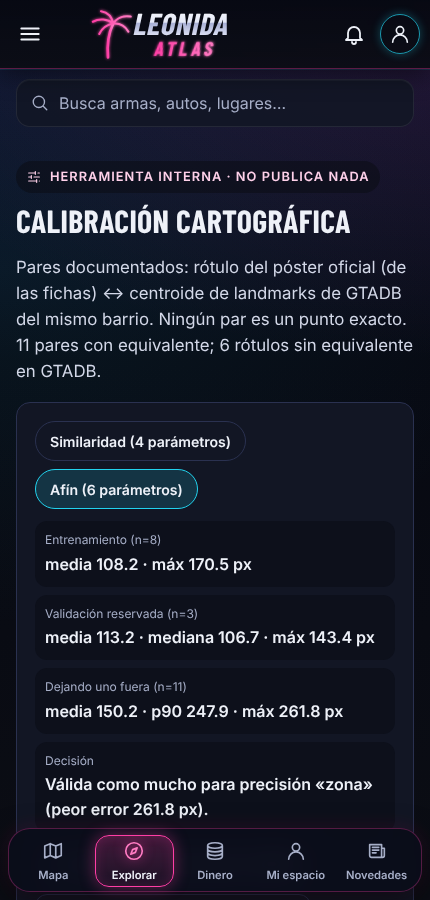 LEONIDA
ATLAS
Busca armas, autos, lugares...
HERRAMIENTA INTERNA · NO PUBLICA NADA
CALIBRACIÓN CARTOGRÁFICA
Pares documentados: rótulo del póster oficial (de
las fichas) ↔ centroide de landmarks de GTADB
del mismo barrio. Ningún par es un punto exacto.
11 pares con equivalente; 6 rótulos sin equivalente
en GTADB.
Similaridad (4 parámetros)
Afín (6 parámetros)
Entrenamiento (n=8)
media 108.2 · máx 170.5 px
Validación reservada (n=3)
media 113.2 · mediana 106.7 · máx 143.4 px
Dejando uno fuera (n=11)
media 150.2 · p90 247.9 · máx 261.8 px
Decisión
Válida como mucho para precisión «zona»
(peor error 261.8 px).
Mapa
Explorar
Dinero
Mi espacio
Novedades